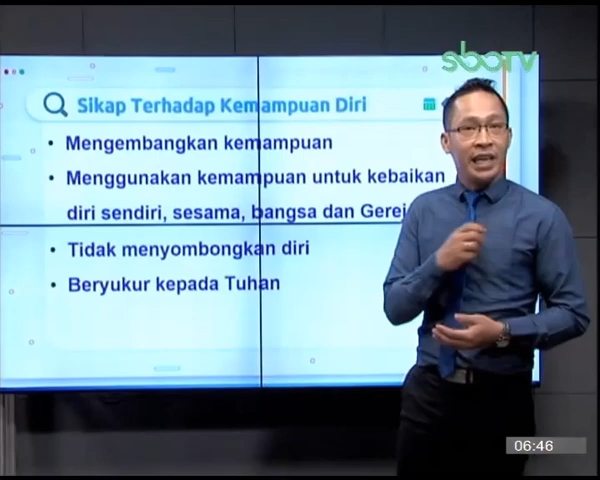 sboTV
Sikap Terhadap Kemampuan Diri
• Mengembangkan kemampuan
• Menggunakan kemampuan untuk kebaikan
diri sendiri, sesama, bangsa dan Gereja
• Tidak menyombongkan diri
• Beryukur kepada Tuhan
06:46